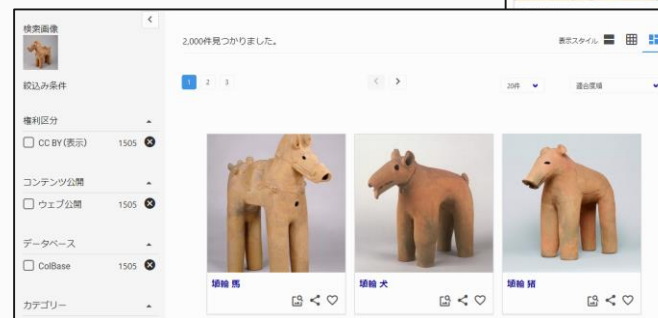 検索画像
2,000件見つかりました。
表示スタイル
絞込み条件
1 2 3
20件
適合度順
権利区分
CC BY (表示) 1505
コンテンツ公開
ウェブ公開 1505
データベース
ColBase 1505
カテゴリー
埴輪 馬
埴輪 犬
埴輪 猪